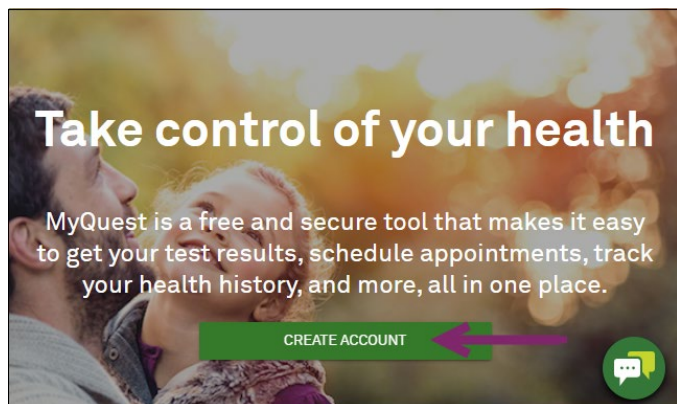 Take control of your health
MyQuest is a free and secure tool that makes it easy
to get your test results, schedule appointments, track
your health history, and more, all in one place.
CREATE ACCOUNT